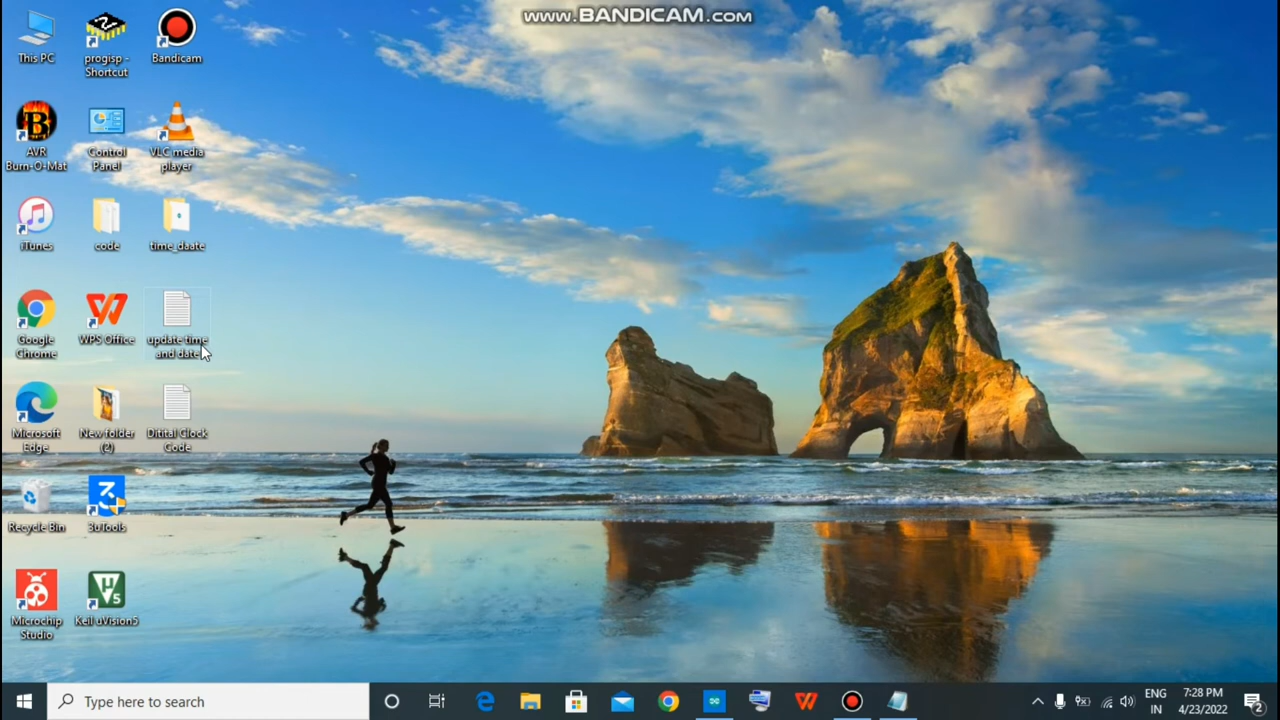 www.BANDICAM.com
This PC
progisp -
Shortcut
Bandicam
AVR
Burn-O-Mat
Control
Panel
VLC media
player
iTunes
code
time_daate
Google
Chrome
WPS Office
update time
and date
Microsoft
Edge
New folder
(2)
Ditital Clock
Code
Recycle Bin
3uTools
Microchip
Studio
Keil uVision5
Type here to search
ENG
IN
7:28 PM
4/23/2022
2